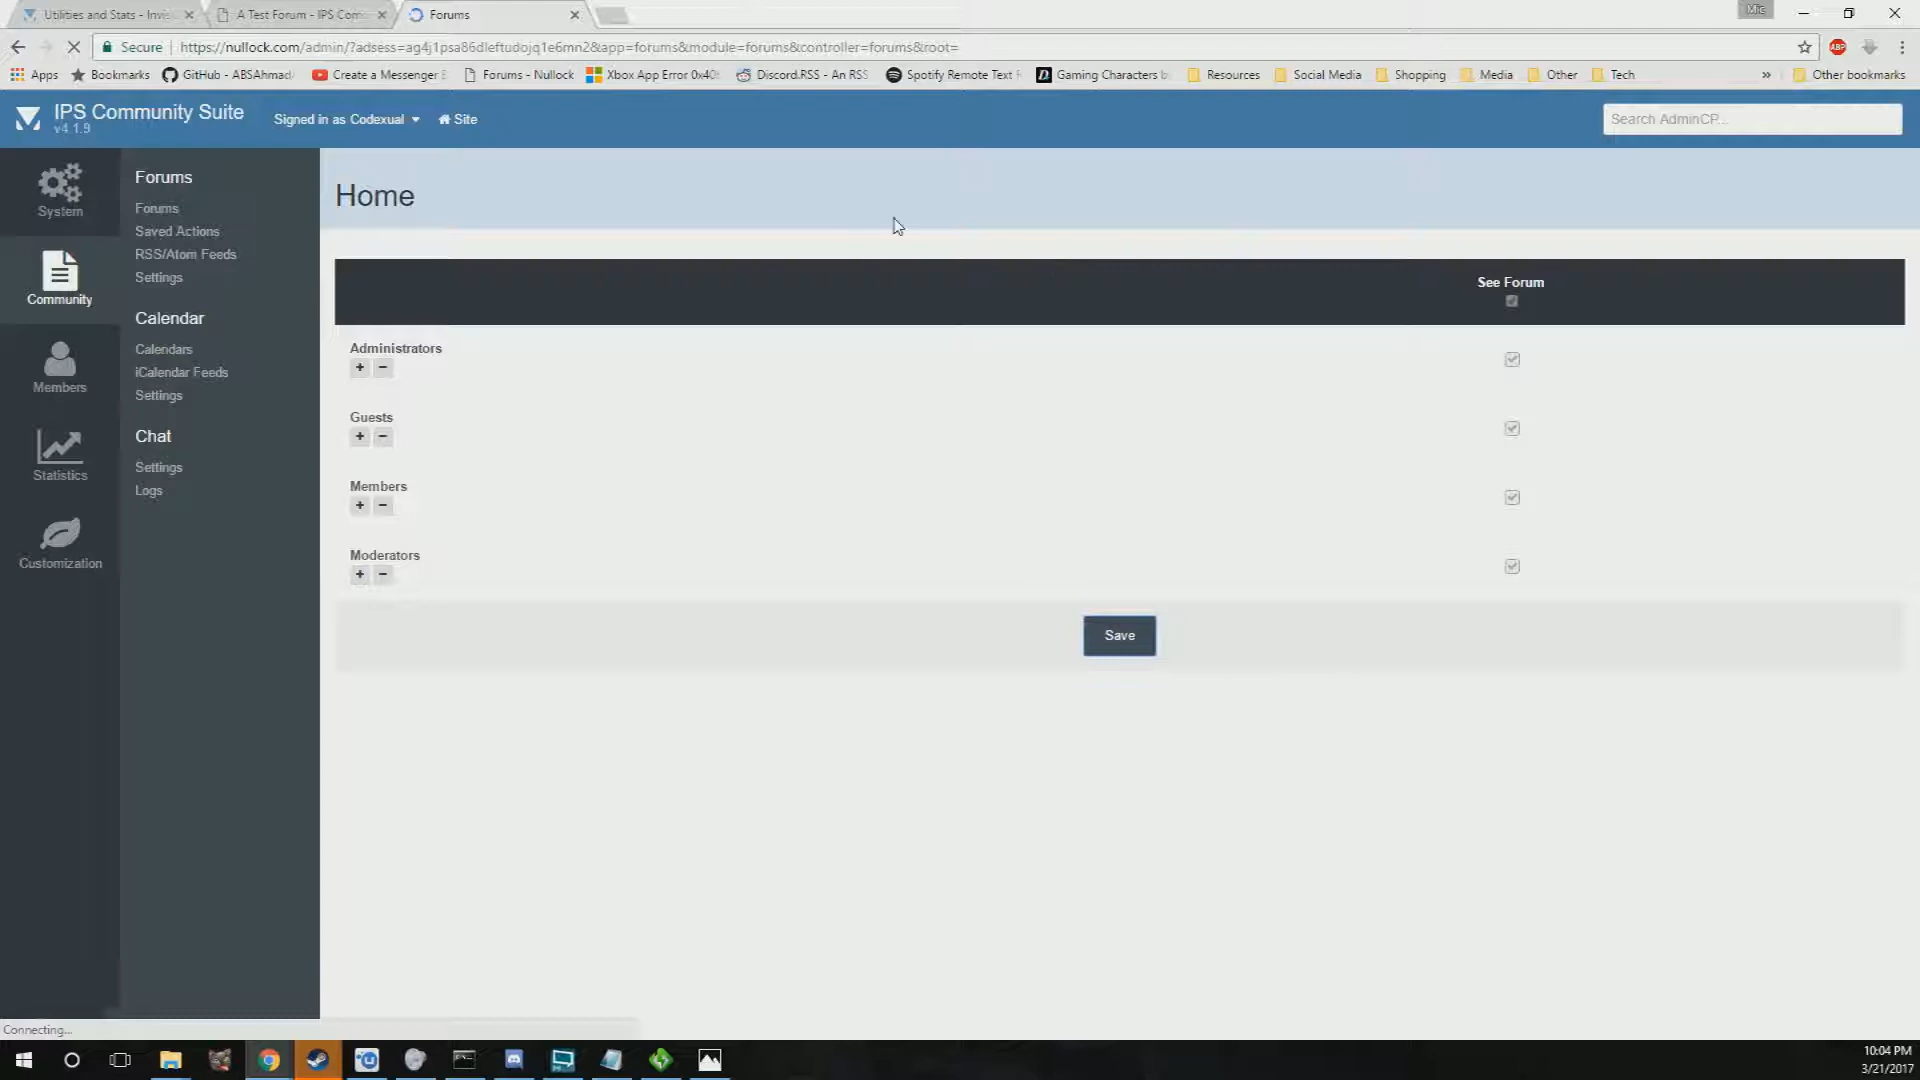 Utilities and Stats - Invis
A Test Forum - IPS Com
Forums
Mic
Secure
https://nullock.com/admin/?adsess=ag4j1psa86dleftudojq1e6mn2&app=forums&module=forums&controller=forums&root=
ABP
Apps
Bookmarks
GitHub - ABSAhmad
Create a Messenger
Forums - Nullock
Xbox App Error 0x40
Discord.RSS - An RSS
Spotify Remote Text
Gaming Characters b
Resources
Social Media
Shopping
Media
Other
Tech
»
Other bookmarks
IPS Community Suite
v4.1.9
Signed in as Codexual
Site
Search AdminCP...
System
Community
Members
Statistics
Customization
Forums
Forums
Saved Actions
RSS/Atom Feeds
Settings
Calendar
Calendars
iCalendar Feeds
Settings
Chat
Settings
Logs
Home
See Forum
Administrators
+ −
Guests
+ −
Members
+ −
Moderators
+ −
Save
Connecting...
10:04 PM
3/21/2017